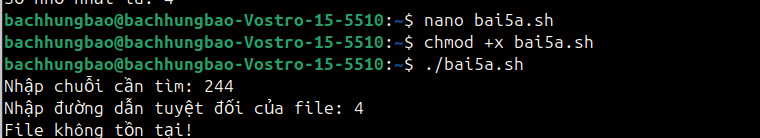 Số nhỏ nhất là: 4
bachhungbao@bachhungbao-Vostro-15-5510:~$ nano bai5a.sh
bachhungbao@bachhungbao-Vostro-15-5510:~$ chmod +x bai5a.sh
bachhungbao@bachhungbao-Vostro-15-5510:~$ ./bai5a.sh
Nhập chuỗi cần tìm: 244
Nhập đường dẫn tuyệt đối của file: 4
File không tồn tại!